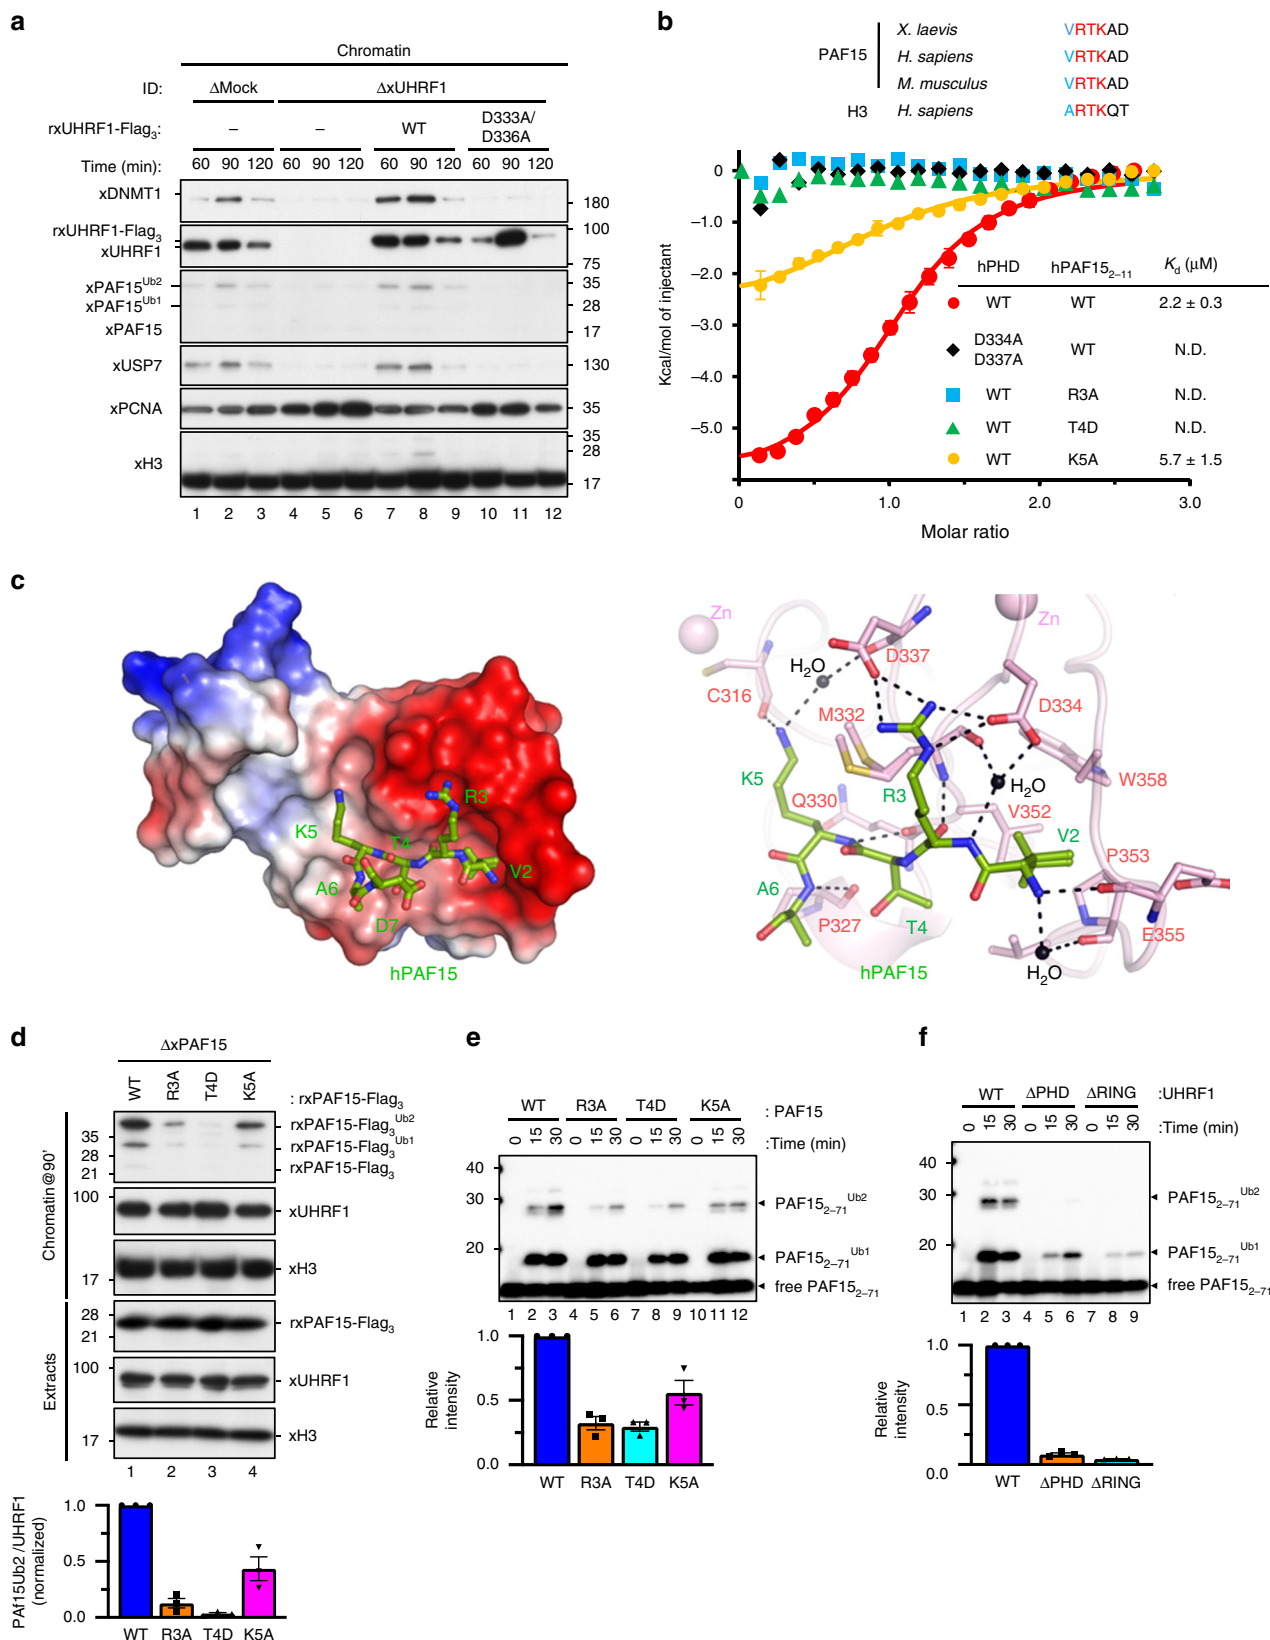 a
Chromatin
ID: ΔMock ΔxUHRF1
rxUHRF1-Flag3: – – WT D333A/
D336A
Time (min): 60 90 120 60 90 120 60 90 120 60 90 120
xDNMT1 180
rxUHRF1-Flag3 100
xUHRF1
75
xPAF15Ub2 35
xPAF15Ub1 28
xPAF15 17
xUSP7 130
xPCNA 35
35
28
xH3
17
1 2 3 4 5 6 7 8 9 10 11 12
b
X. laevis VRTKAD
PAF15 H. sapiens VRTKAD
M. musculus VRTKAD
H3 H. sapiens ARTKQT
Kcal/mol of injectant
0
–1.0
–2.0
–3.0
–4.0
–5.0
0 1.0 2.0 3.0
Molar ratio
hPHD hPAF152–11 Kd (μM)
WT WT 2.2 ± 0.3
D334A
D337A WT N.D.
WT R3A N.D.
WT T4D N.D.
WT K5A 5.7 ± 1.5
c
R3
K5
T4
V2
A6
D7
hPAF15
Zn
Zn
H2O
D337
C316
M332
D334
K5
H2O
W358
Q330
R3
V352
V2
P353
A6
P327
T4
E355
hPAF15
H2O
d
ΔxPAF15
WT R3A T4D K5A : rxPAF15-Flag3
Chromatin@90'
rxPAF15-Flag3Ub2
35
rxPAF15-Flag3Ub1
28
rxPAF15-Flag3
21
100
xUHRF1
xH3
17
Extracts
28
rxPAF15-Flag3
21
100
xUHRF1
xH3
17
1 2 3 4
PAf15Ub2 /UHRF1
(normalized)
1.0
0.5
0.0
WT R3A T4D K5A
e
WT R3A T4D K5A : PAF15
0 15 30 0 15 30 0 15 30 0 15 30 :Time (min)
40
30 PAF152–71Ub2
20 PAF152–71Ub1
free PAF152–71
1 2 3 4 5 6 7 8 9 10 11 12
Relative
intensity
1.0
0.5
0.0
WT R3A T4D K5A
f
WT ΔPHD ΔRING :UHRF1
0 15 30 0 15 30 0 15 30 :Time (min)
40
30 PAF152–71Ub2
20 PAF152–71Ub1
free PAF152–71
1 2 3 4 5 6 7 8 9
Relative
intensity
1.0
0.5
0.0
WT ΔPHD ΔRING